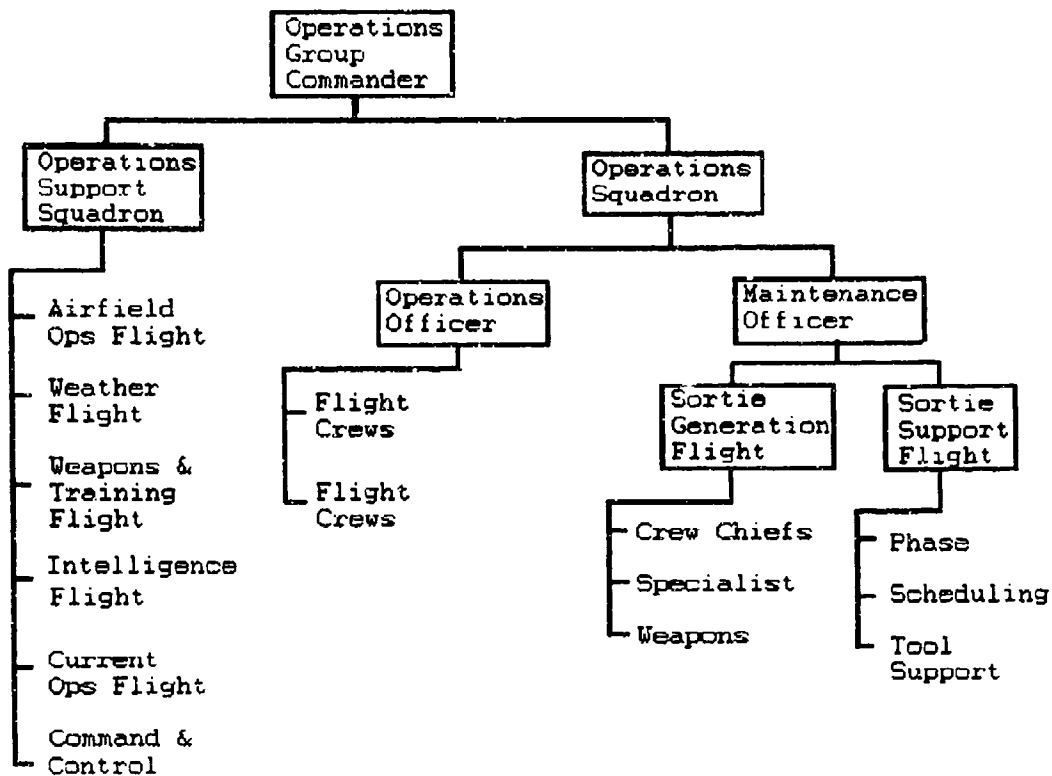 Operations
Group
Commander
Operations
Support
Squadron
Operations
Squadron
Operations
Officer
Maintenance
Officer
Airfield
Ops Flight
Weather
Flight
Weapons &
Training
Flight
Intelligence
Flight
Current
Ops Flight
Command &
Control
Flight
Crews
Flight
Crews
Sortie
Generation
Flight
Sortie
Support
Flight
Crew Chiefs
Specialist
Weapons
Phase
Scheduling
Tool
Support